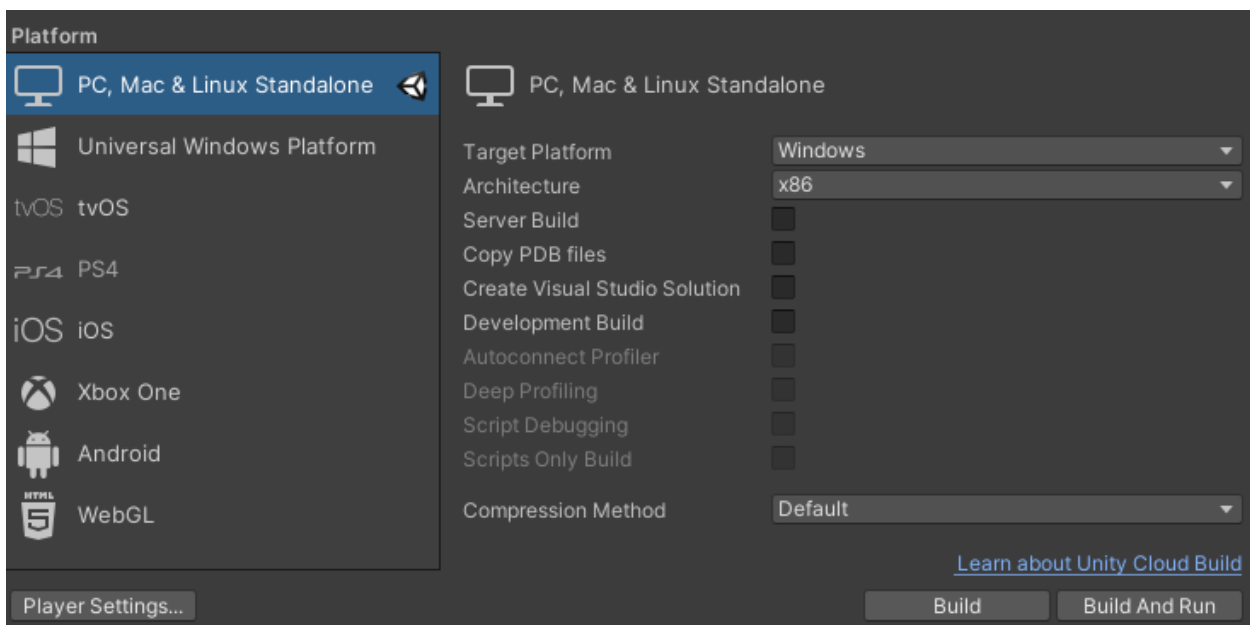 Platform
PC, Mac & Linux Standalone
Universal Windows Platform
tvOS tvOS
PS4 PS4
iOS iOS
Xbox One
Android
HTML
5 WebGL
Player Settings...
PC, Mac & Linux Standalone
Target Platform Windows
Architecture x86
Server Build
Copy PDB files
Create Visual Studio Solution
Development Build
Autoconnect Profiler
Deep Profiling
Script Debugging
Scripts Only Build
Compression Method Default
Learn about Unity Cloud Build
Build Build And Run